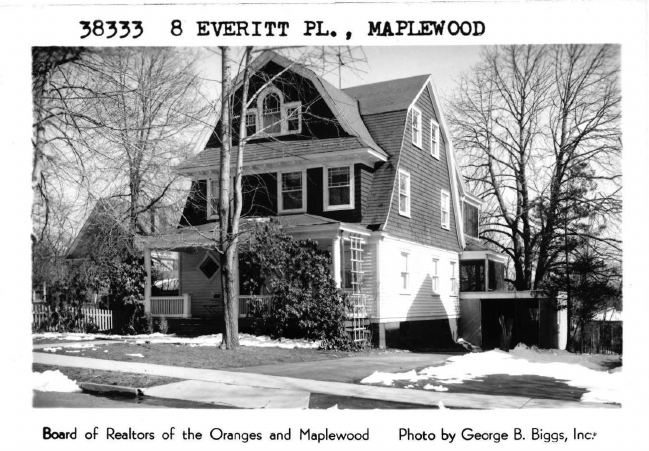 38333 8 EVERITT PL., MAPLEWOOD
Board of Realtors of the Oranges and Maplewood Photo by George B. Biggs, Inc.